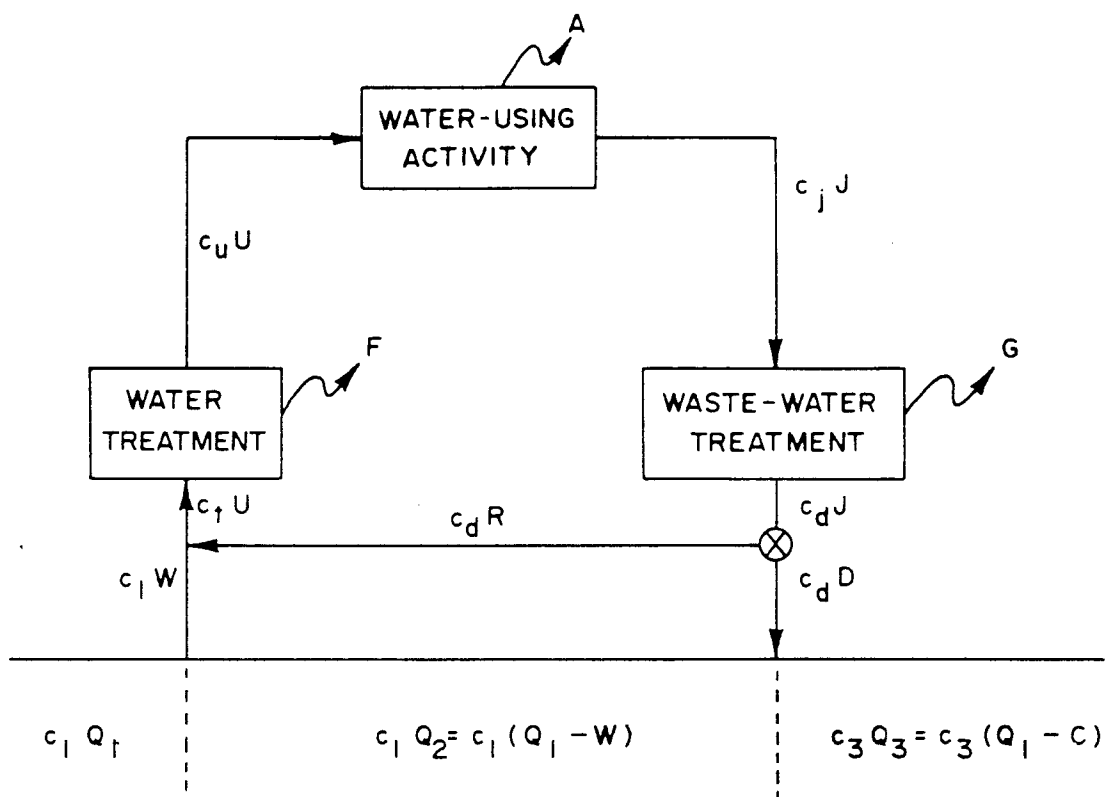 A
WATER-USING
ACTIVITY
c_j J
c_u U
F
G
WATER
TREATMENT
WASTE-WATER
TREATMENT
c_t U
c_d J
c_d R
c_1 W
c_d D
c_1 Q_1
c_1 Q_2 = c_1 (Q_1 - W)
c_3 Q_3 = c_3 (Q_1 - C)